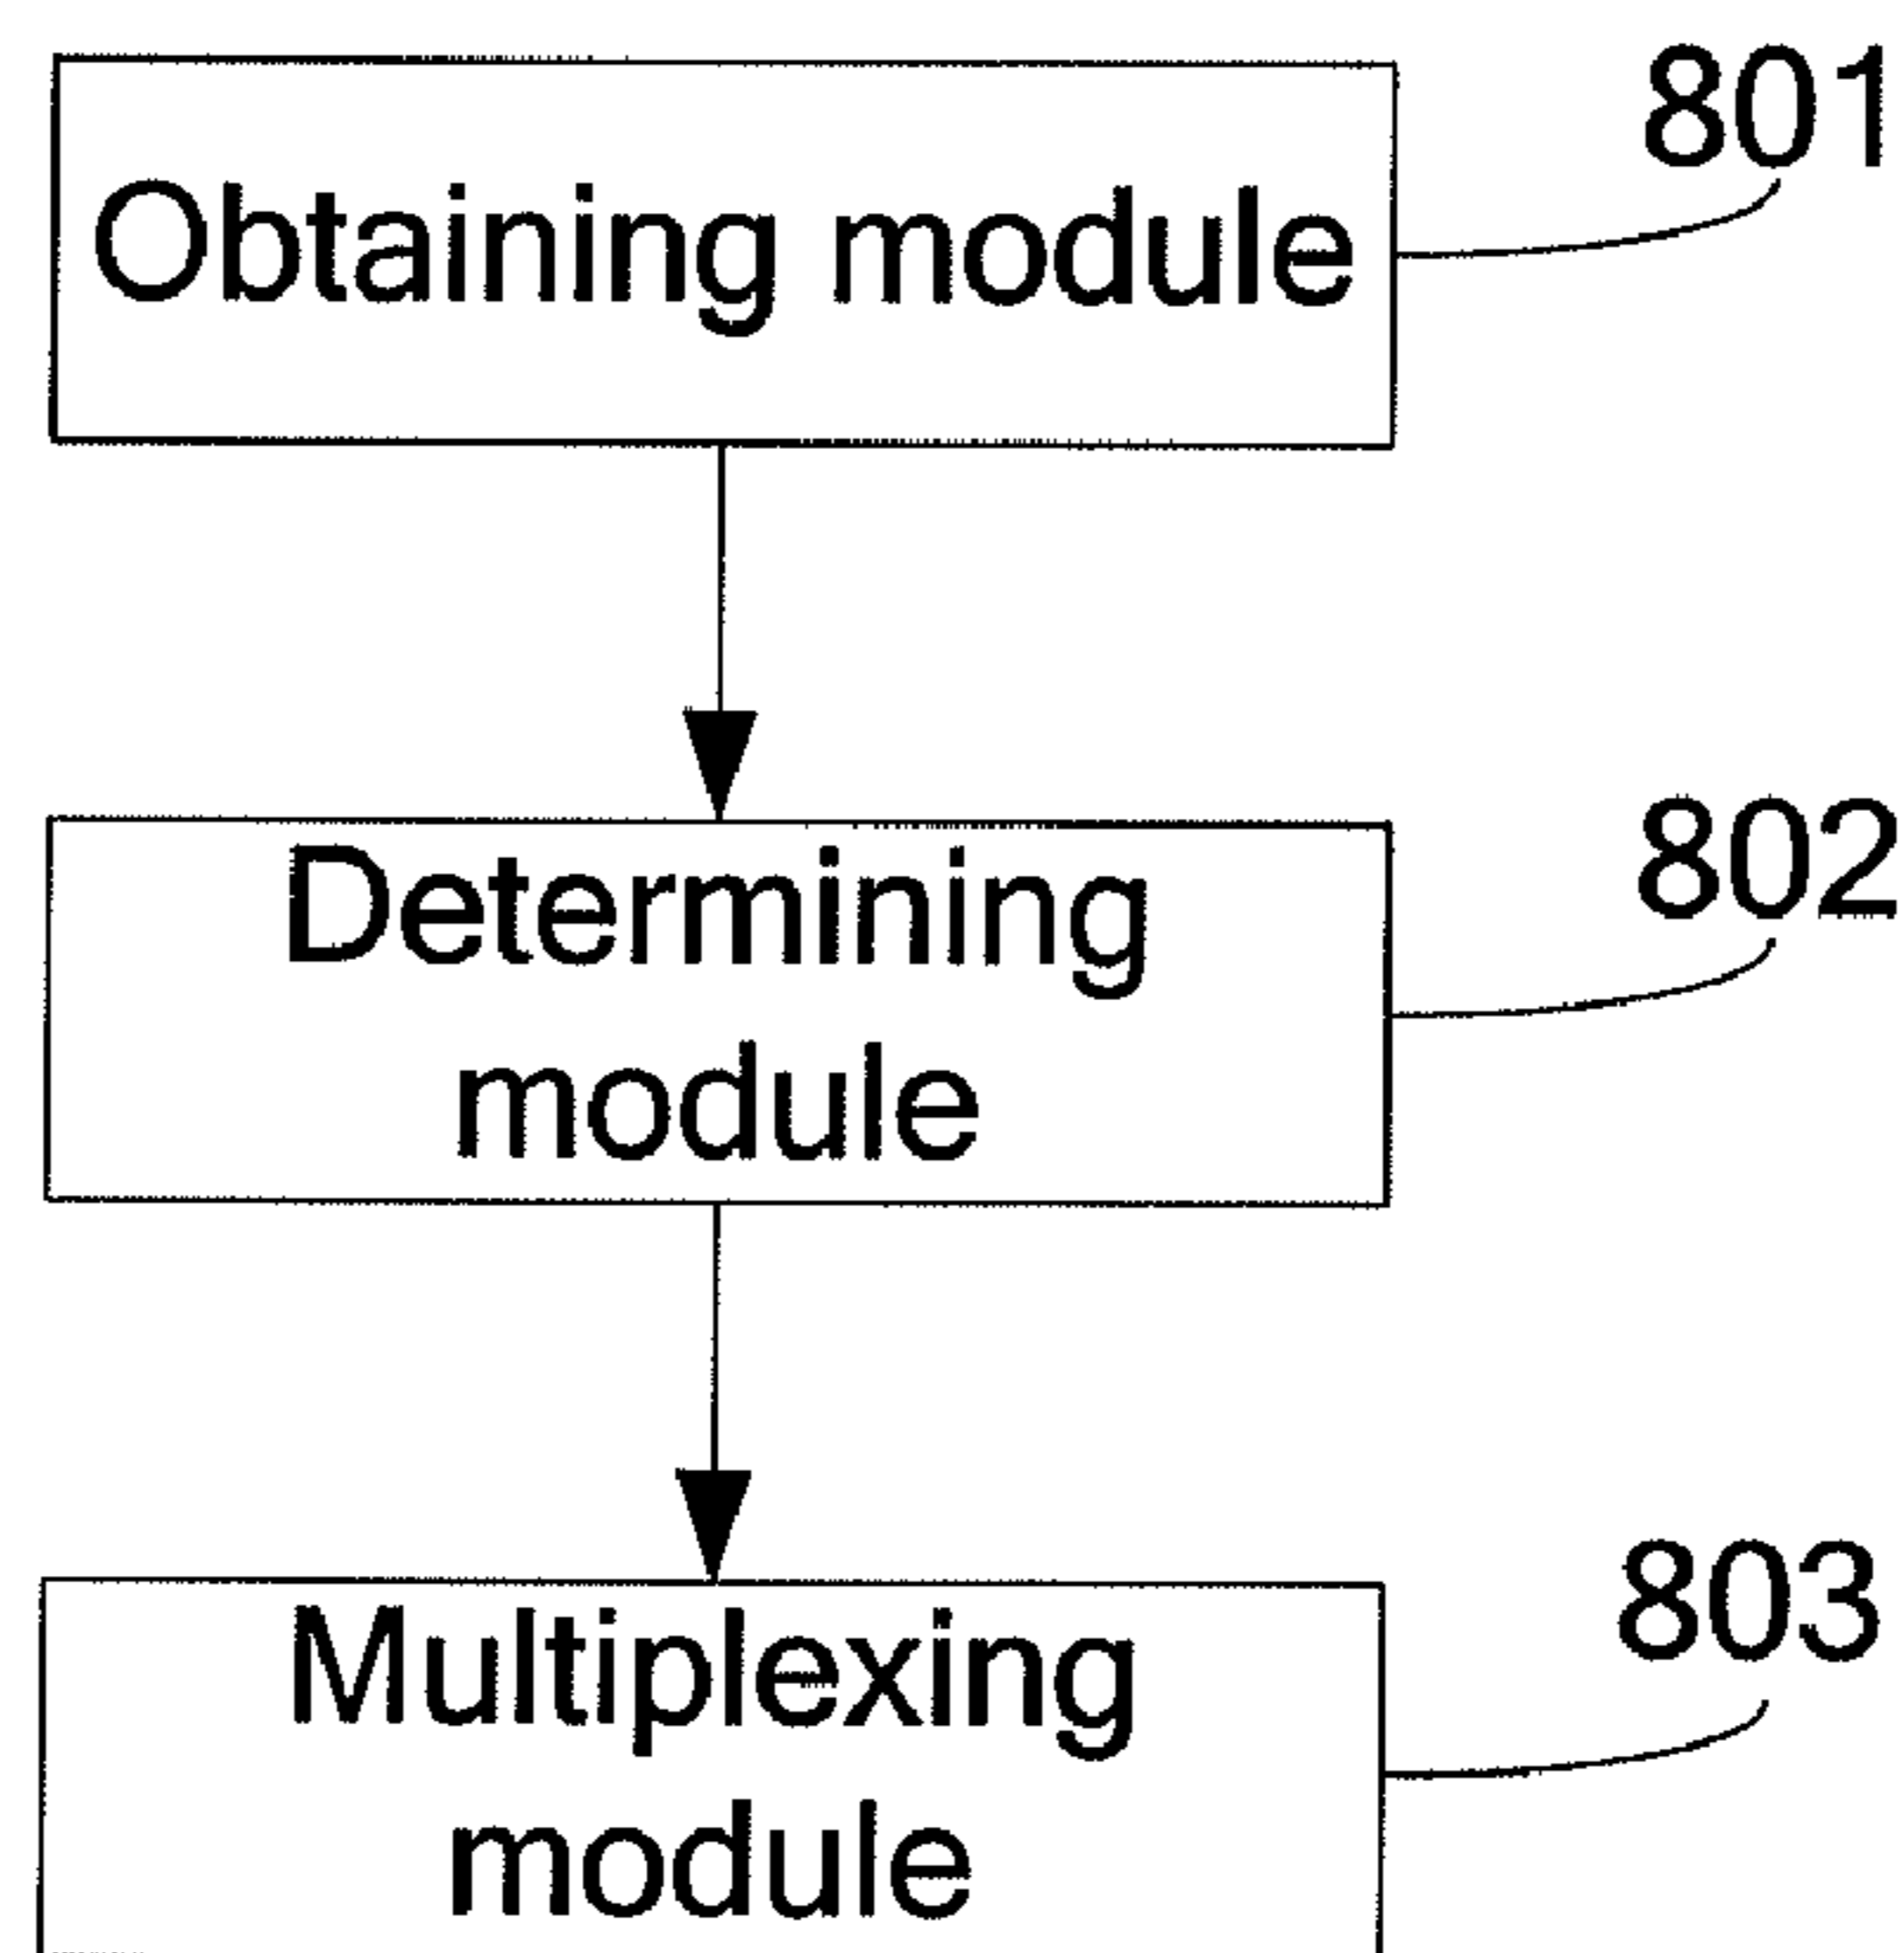 Obtaining module
801
Determining
module
802
Multiplexing
module
803